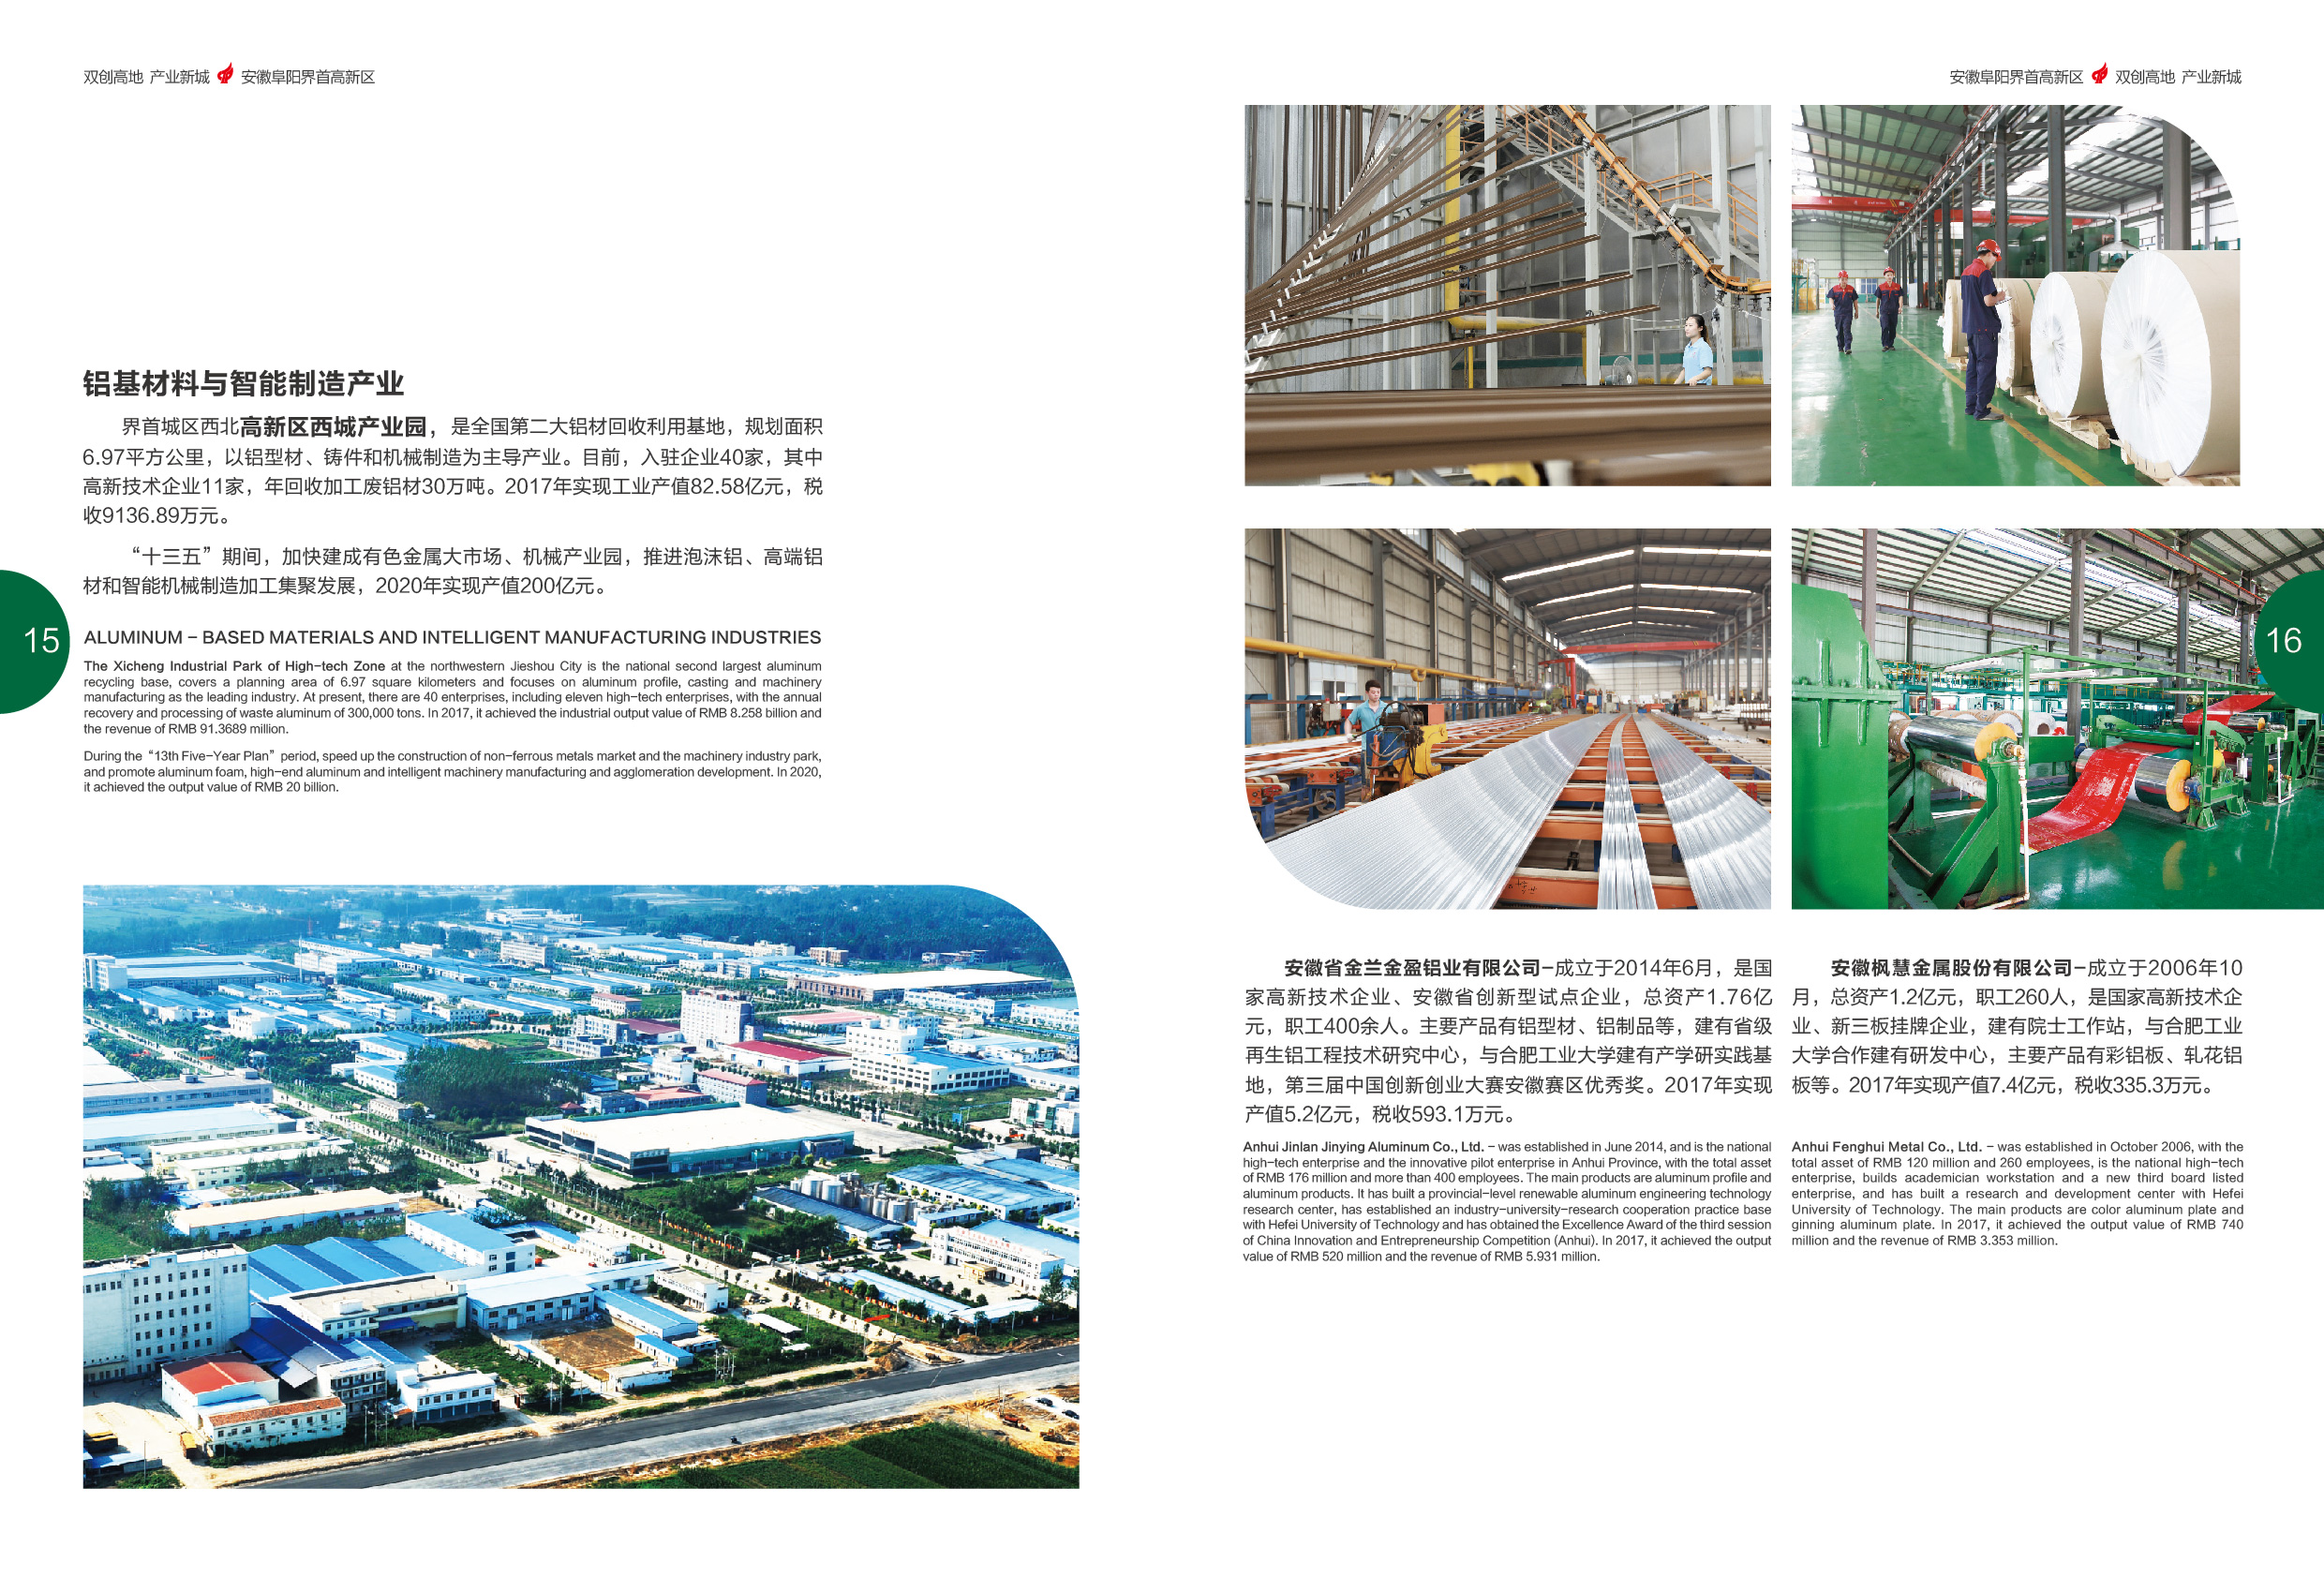 双创高地 产业新城 安徽阜阳界首高新区
安徽阜阳界首高新区 双创高地 产业新城
铝基材料与智能制造产业
界首城区西北高新区西城产业园，是全国第二大铝材回收利用基地，规划面积
6.97平方公里，以铝型材、铸件和机械制造为主导产业。目前，入驻企业40家，其中
高新技术企业11家，年回收加工废铝材30万吨。2017年实现工业产值82.58亿元，税
收9136.89万元。
“十三五”期间，加快建成有色金属大市场、机械产业园，推进泡沫铝、高端铝
材和智能机械制造加工集聚发展，2020年实现产值200亿元。
15
ALUMINUM – BASED MATERIALS AND INTELLIGENT MANUFACTURING INDUSTRIES
The Xicheng Industrial Park of High-tech Zone at the northwestern Jieshou City is the national second largest aluminum
recycling base, covers a planning area of 6.97 square kilometers and focuses on aluminum profile, casting and machinery
manufacturing as the leading industry. At present, there are 40 enterprises, including eleven high-tech enterprises, with the annual
recovery and processing of waste aluminum of 300,000 tons. In 2017, it achieved the industrial output value of RMB 8.258 billion and
the revenue of RMB 91.3689 million.
During the “13th Five-Year Plan” period, speed up the construction of non-ferrous metals market and the machinery industry park,
and promote aluminum foam, high-end aluminum and intelligent machinery manufacturing and agglomeration development. In 2020,
it achieved the output value of RMB 20 billion.
16
安徽省金兰金盈铝业有限公司-成立于2014年6月，是国
家高新技术企业、安徽省创新型试点企业，总资产1.76亿
元，职工400余人。主要产品有铝型材、铝制品等，建有省级
再生铝工程技术研究中心，与合肥工业大学建有产学研实践基
地，第三届中国创新创业大赛安徽赛区优秀奖。2017年实现
产值5.2亿元，税收593.1万元。
Anhui Jinlan Jinying Aluminum Co., Ltd. – was established in June 2014, and is the national
high-tech enterprise and the innovative pilot enterprise in Anhui Province, with the total asset
of RMB 176 million and more than 400 employees. The main products are aluminum profile and
aluminum products. It has built a provincial-level renewable aluminum engineering technology
research center, has established an industry-university-research cooperation practice base
with Hefei University of Technology and has obtained the Excellence Award of the third session
of China Innovation and Entrepreneurship Competition (Anhui). In 2017, it achieved the output
value of RMB 520 million and the revenue of RMB 5.931 million.
安徽枫慧金属股份有限公司-成立于2006年10
月，总资产1.2亿元，职工260人，是国家高新技术企
业、新三板挂牌企业，建有院士工作站，与合肥工业
大学合作建有研发中心，主要产品有彩铝板、轧花铝
板等。2017年实现产值7.4亿元，税收335.3万元。
Anhui Fenghui Metal Co., Ltd. – was established in October 2006, with the
total asset of RMB 120 million and 260 employees, is the national high-tech
enterprise, builds academician workstation and a new third board listed
enterprise, and has built a research and development center with Hefei
University of Technology. The main products are color aluminum plate and
ginning aluminum plate. In 2017, it achieved the output value of RMB 740
million and the revenue of RMB 3.353 million.